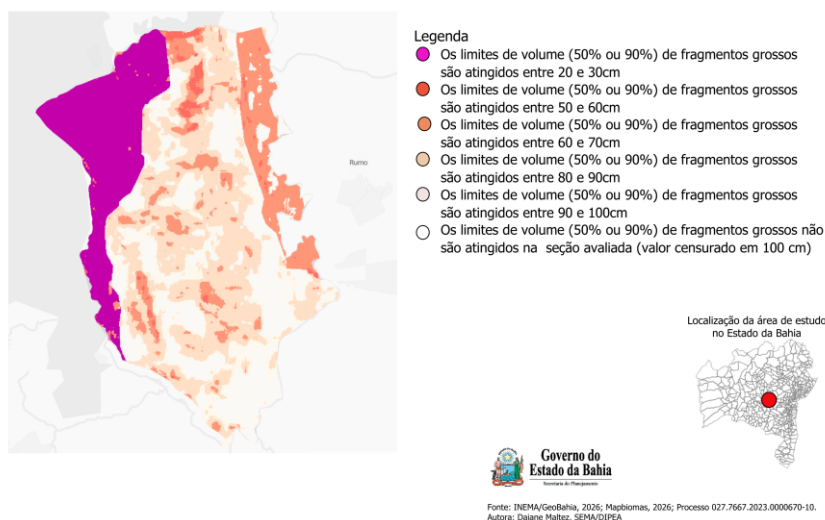 Rumo
Legenda
Os limites de volume (50% ou 90%) de fragmentos grossos
são atingidos entre 20 e 30cm
Os limites de volume (50% ou 90%) de fragmentos grossos
são atingidos entre 50 e 60cm
Os limites de volume (50% ou 90%) de fragmentos grossos
são atingidos entre 60 e 70cm
Os limites de volume (50% ou 90%) de fragmentos grossos
são atingidos entre 80 e 90cm
Os limites de volume (50% ou 90%) de fragmentos grossos
são atingidos entre 90 e 100cm
Os limites de volume (50% ou 90%) de fragmentos grossos não
são atingidos na seção avaliada (valor censurado em 100 cm)
Localização da área de estudo
no Estado da Bahia
Governo do
Estado da Bahia
Secretaria do Planejamento
Fonte: INEMA/GeoBahia, 2026; Mapbiomas, 2026; Processo 027.7667.2023.0000670-10.
Autora: Daiane Maltez, SEMA/DIPEA